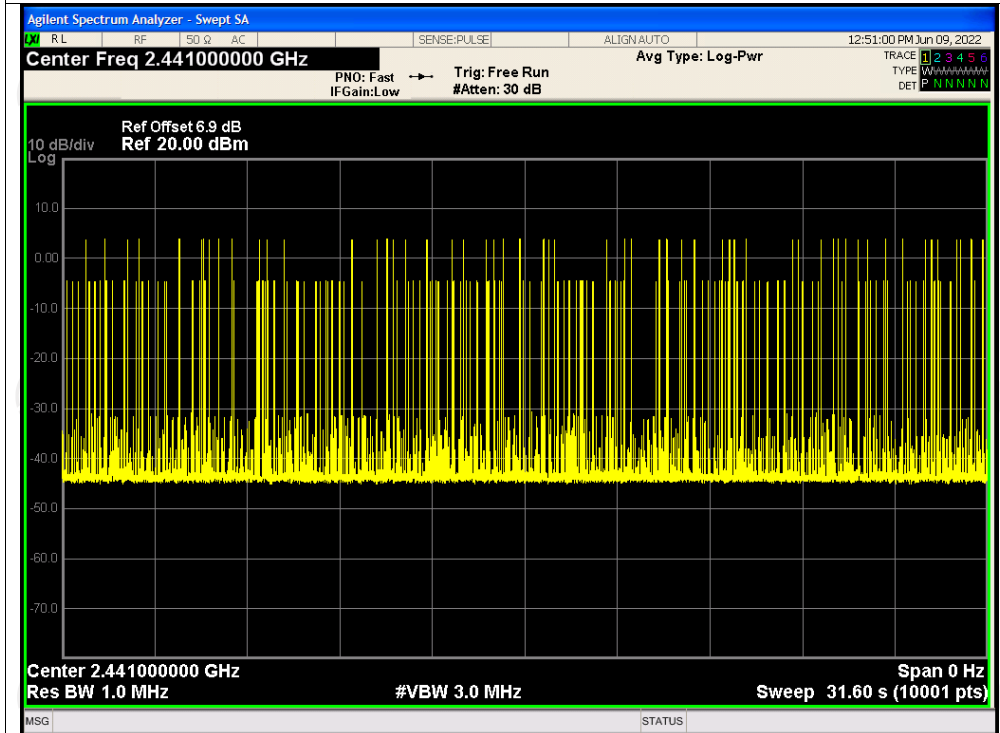 Agilent Spectrum Analyzer - Swept SA
LXI RL RF 50 Ω AC SENSE:PULSE ALIGNAUTO 12:51:00 PM Jun 09, 2022
Center Freq 2.441000000 GHz Avg Type: Log-Pwr TRACE 1 2 3 4 5 6
PNO: Fast Trig: Free Run TYPE W
IFGain:Low #Atten: 30 dB DET P N N N N N
Ref Offset 6.9 dB
10 dB/div Ref 20.00 dBm
Log
10.0
0.00
-10.0
-20.0
-30.0
-40.0
-50.0
-60.0
-70.0
Center 2.441000000 GHz Span 0 Hz
Res BW 1.0 MHz #VBW 3.0 MHz Sweep 31.60 s (10001 pts)
MSG STATUS